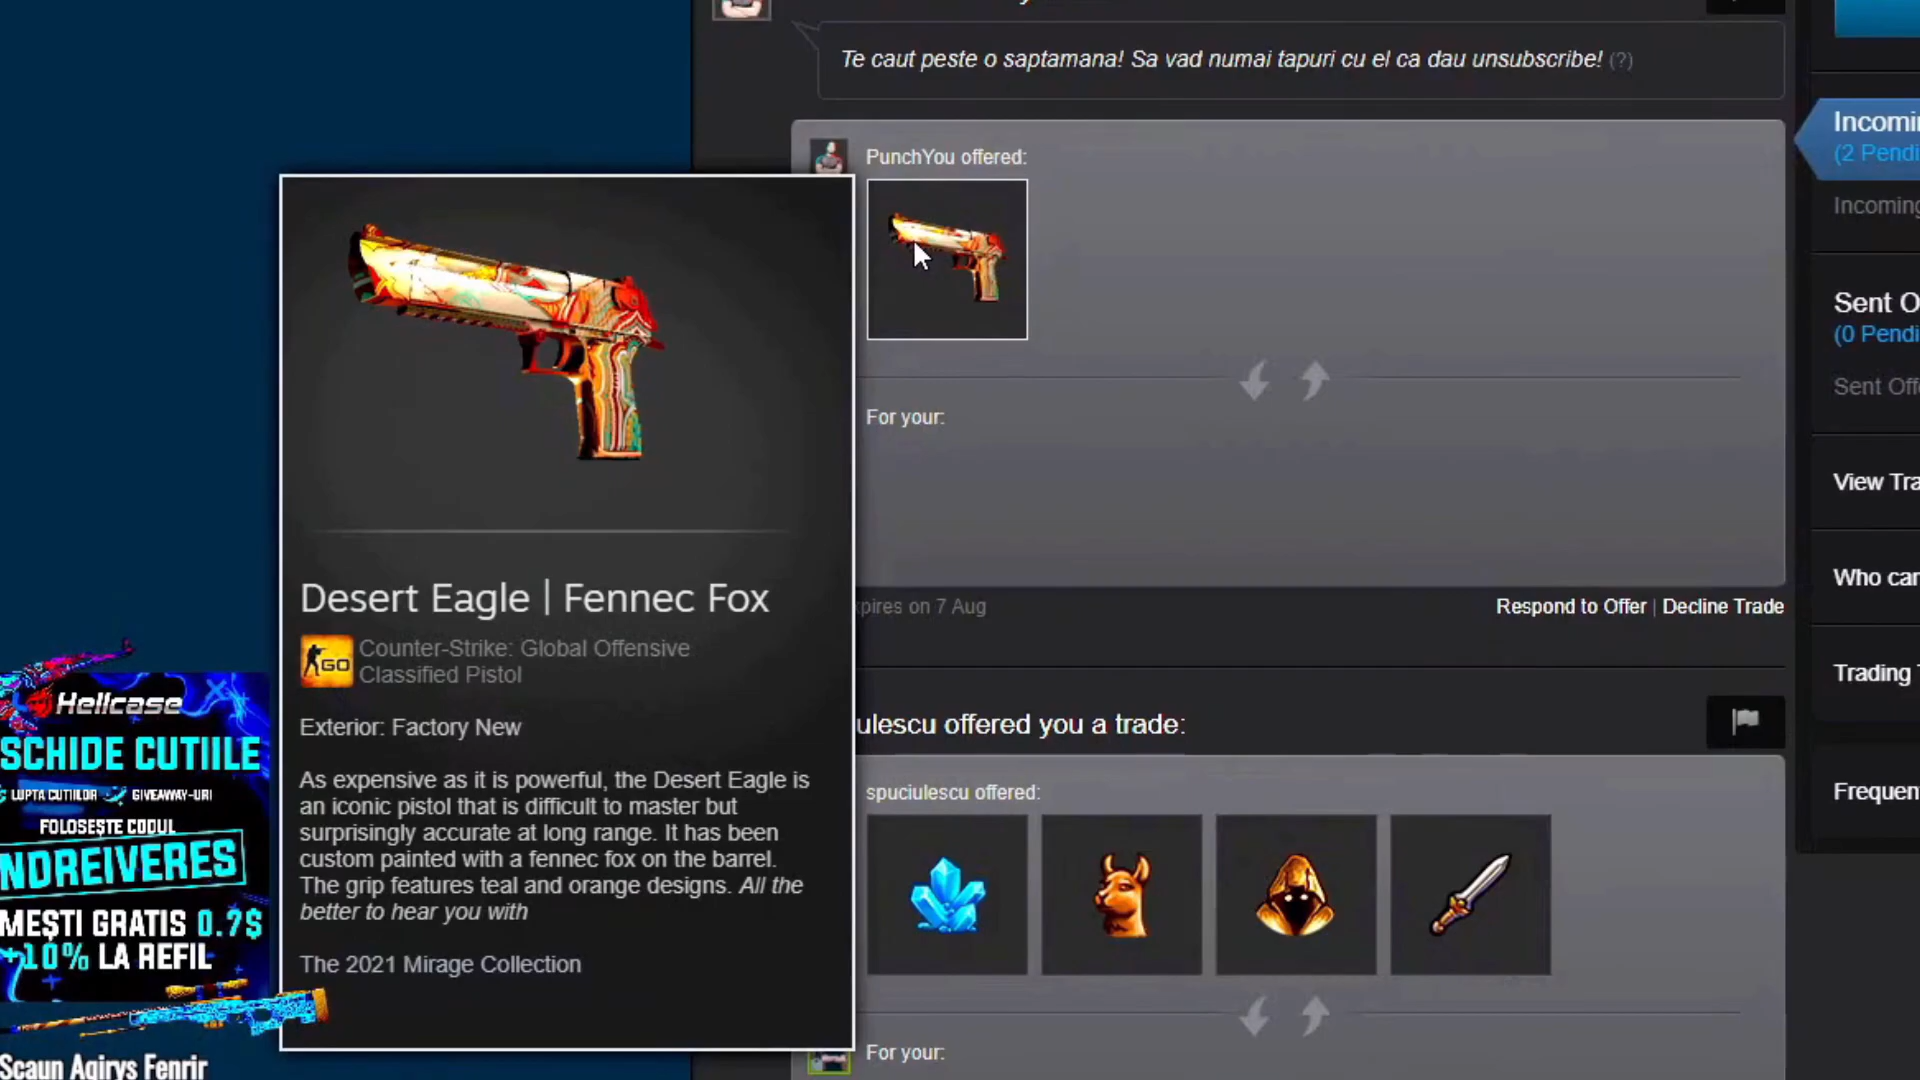 Te caut peste o saptamana! Sa vad numai tapuri cu el ca dau unsubscribe! (?)
PunchYou offered:
For your:
pires on 7 Aug
Respond to Offer | Decline Trade
Desert Eagle | Fennec Fox
GO
Counter-Strike: Global Offensive
Classified Pistol
Exterior: Factory New
As expensive as it is powerful, the Desert Eagle is
an iconic pistol that is difficult to master but
surprisingly accurate at long range. It has been
custom painted with a fennec fox on the barrel.
The grip features teal and orange designs. All the
better to hear you with
The 2021 Mirage Collection
ulescu offered you a trade:
spuciulescu offered:
For your:
Incomin
(2 Pendi
Incoming
Sent O
(0 Pendi
Sent Off
View Tra
Who can
Trading T
Frequen
Hellcase
SCHIDE CUTIILE
LUPTA CUTIILOR GIVEAWAY-URI
FOLOSEȘTE CODUL
NDREIVERES
MEȘTI GRATIS 0.7$
+10% LA REFIL
Scaun Aqirys Fenrir